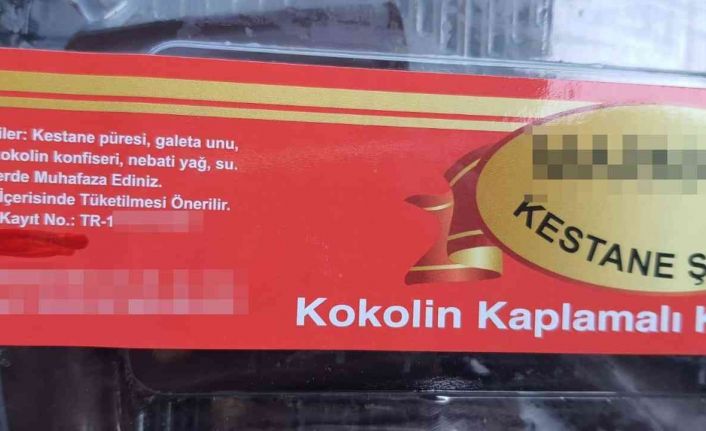 iler: Kestane püresi, galeta unu,
okolin konfiseri, nebati yağ, su.
erde Muhafaza Ediniz.
İçerisinde Tüketilmesi Önerilir.
Kayıt No.: TR-1
KESTANE Ş
Kokolin Kaplamalı K